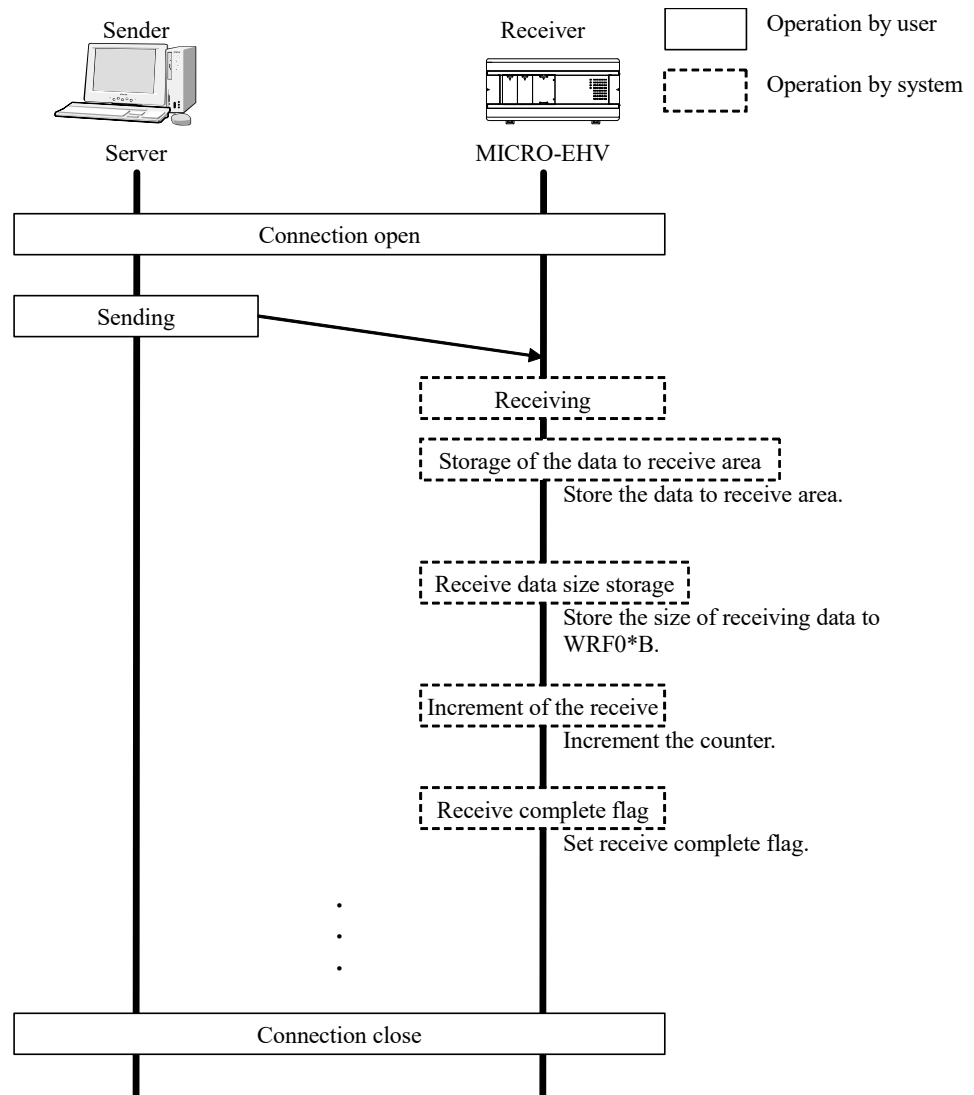 Sender
Receiver
Operation by user
Operation by system
Server
MICRO-EHV
Connection open
Sending
Receiving
Storage of the data to receive area
Store the data to receive area.
Receive data size storage
Store the size of receiving data to
WRF0*B.
Increment of the receive
Increment the counter.
Receive complete flag
Set receive complete flag.
.
.
.
Connection close